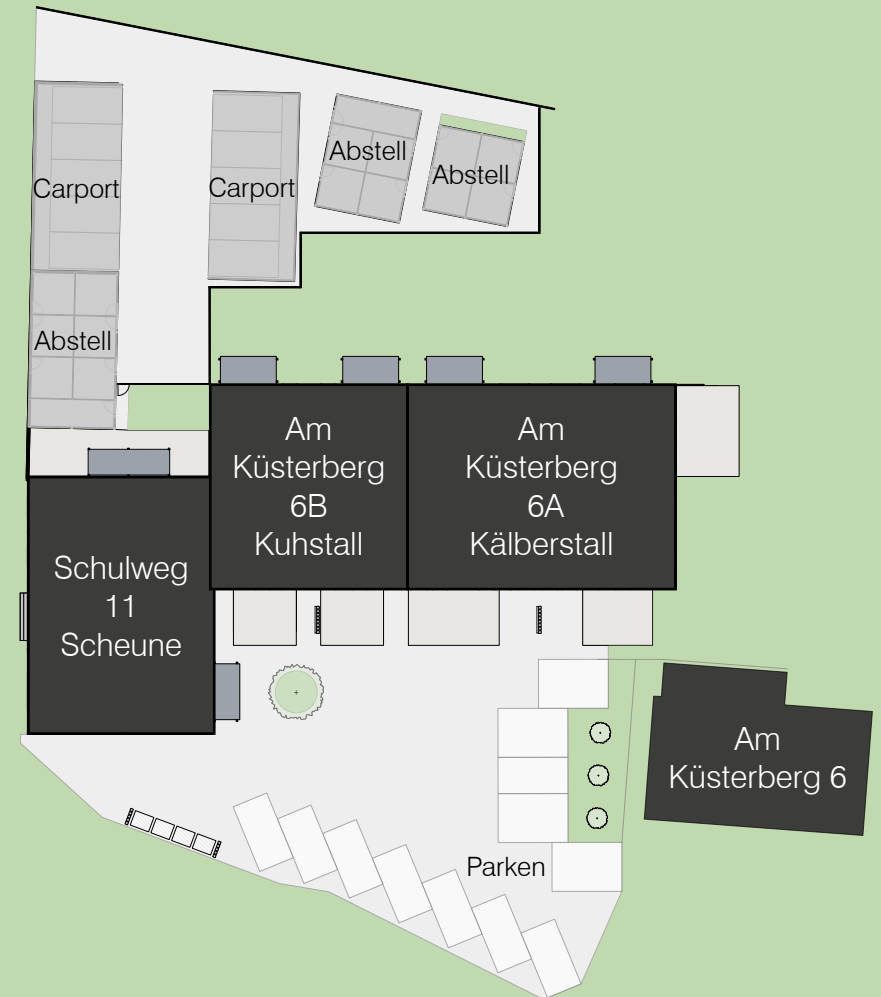 Abstell
Abstell
Carport
Carport
Abstell
Am
Küsterberg
6B
Kuhstall
Am
Küsterberg
6A
Kälberstall
Schulweg
11
Scheune
Am
Küsterberg 6
Parken